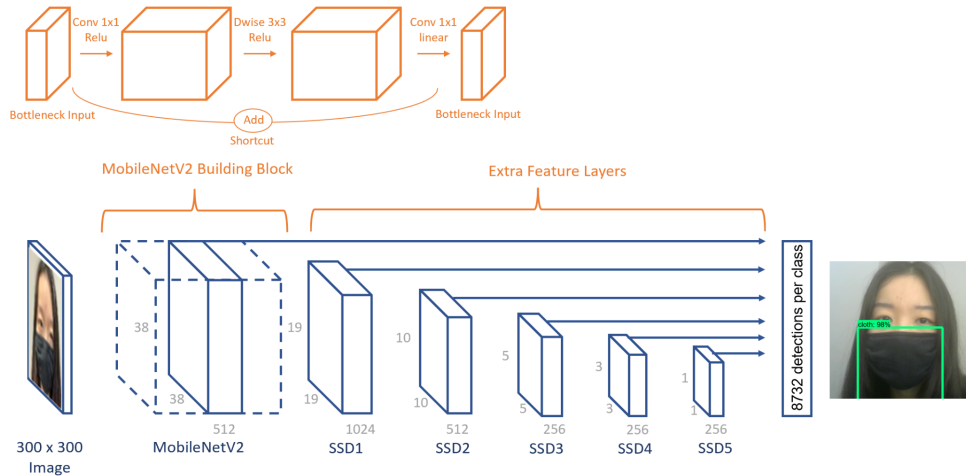 Conv 1x1
Relu
Dwise 3x3
Relu
Conv 1x1
linear
Bottleneck Input
Add
Shortcut
Bottleneck Input
MobileNetV2 Building Block
Extra Feature Layers
38
38
512
19
19
1024
10
10
512
5
5
256
3
3
256
1
1
256
8732 detections per class
cloth: 98%
300 x 300
Image
MobileNetV2
SSD1
SSD2
SSD3
SSD4
SSD5